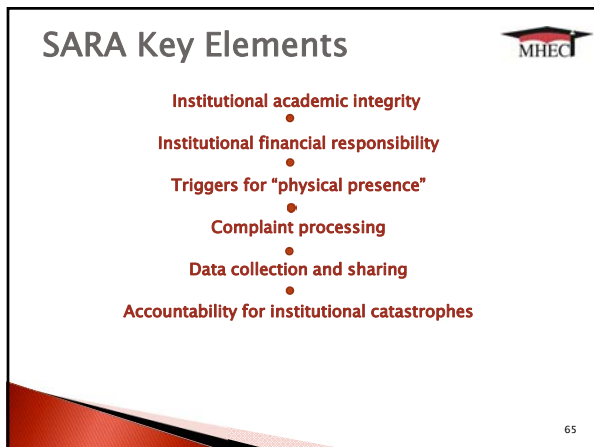 SARA Key Elements
MHEC
Institutional academic integrity
Institutional financial responsibility
Triggers for “physical presence”
Complaint processing
Data collection and sharing
Accountability for institutional catastrophes
65